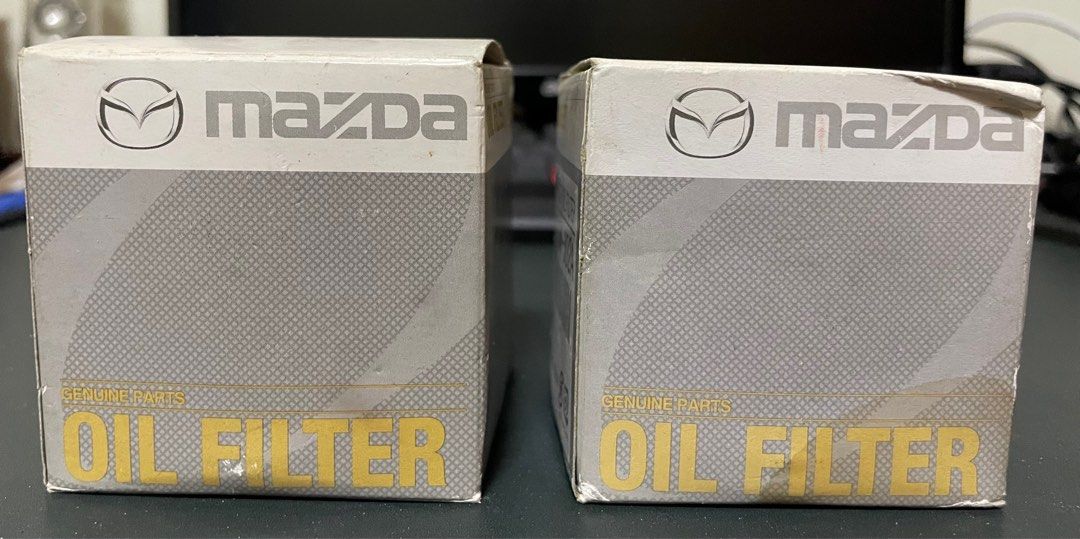 mazda
GENUINE PARTS
OIL FILTER
mazda
GENUINE PARTS
OIL FILTER